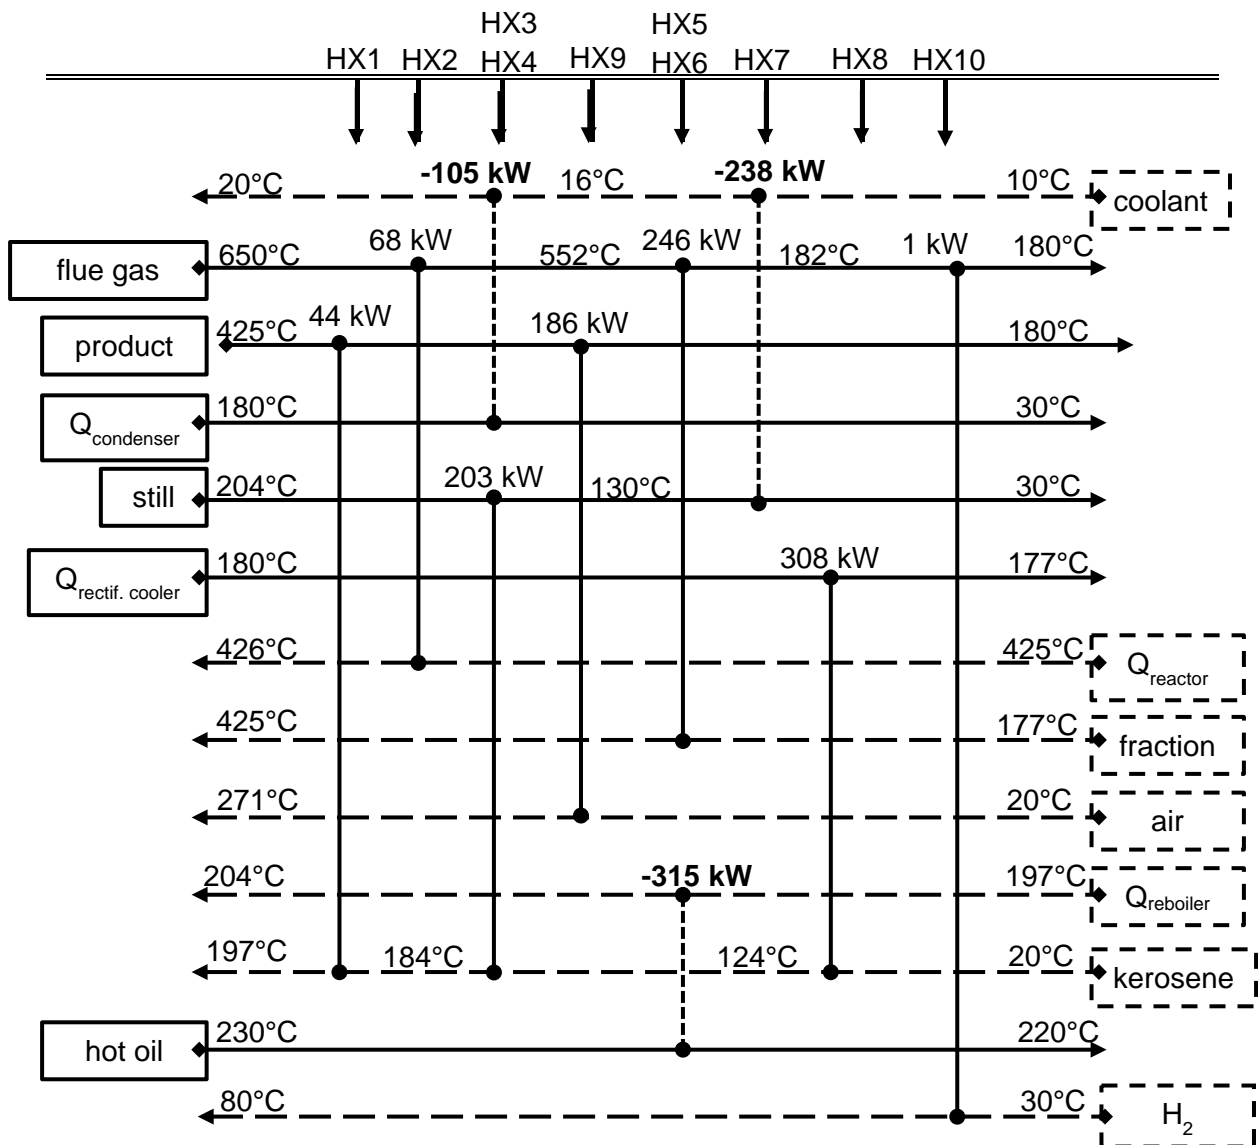 HX3 HX5
HX1 HX2 HX4 HX9 HX6 HX7 HX8 HX10
20°C -105 kW 16°C -238 kW 10°C coolant
flue gas 650°C 68 kW 552°C 246 kW 182°C 1 kW 180°C
product 425°C 44 kW 186 kW 180°C
Qcondenser 180°C 30°C
still 204°C 203 kW 130°C 30°C
Qrectif. cooler 180°C 308 kW 177°C
426°C 425°C Qreactor
425°C 177°C fraction
271°C 20°C air
204°C -315 kW 197°C Qreboiler
197°C 184°C 124°C 20°C kerosene
hot oil 230°C 220°C
80°C 30°C H2